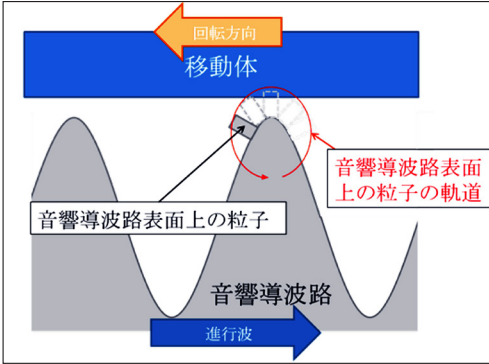 回転方向
移動体
音響導波路表面
上の粒子の軌道
音響導波路表面上の粒子
音響導波路
進行波